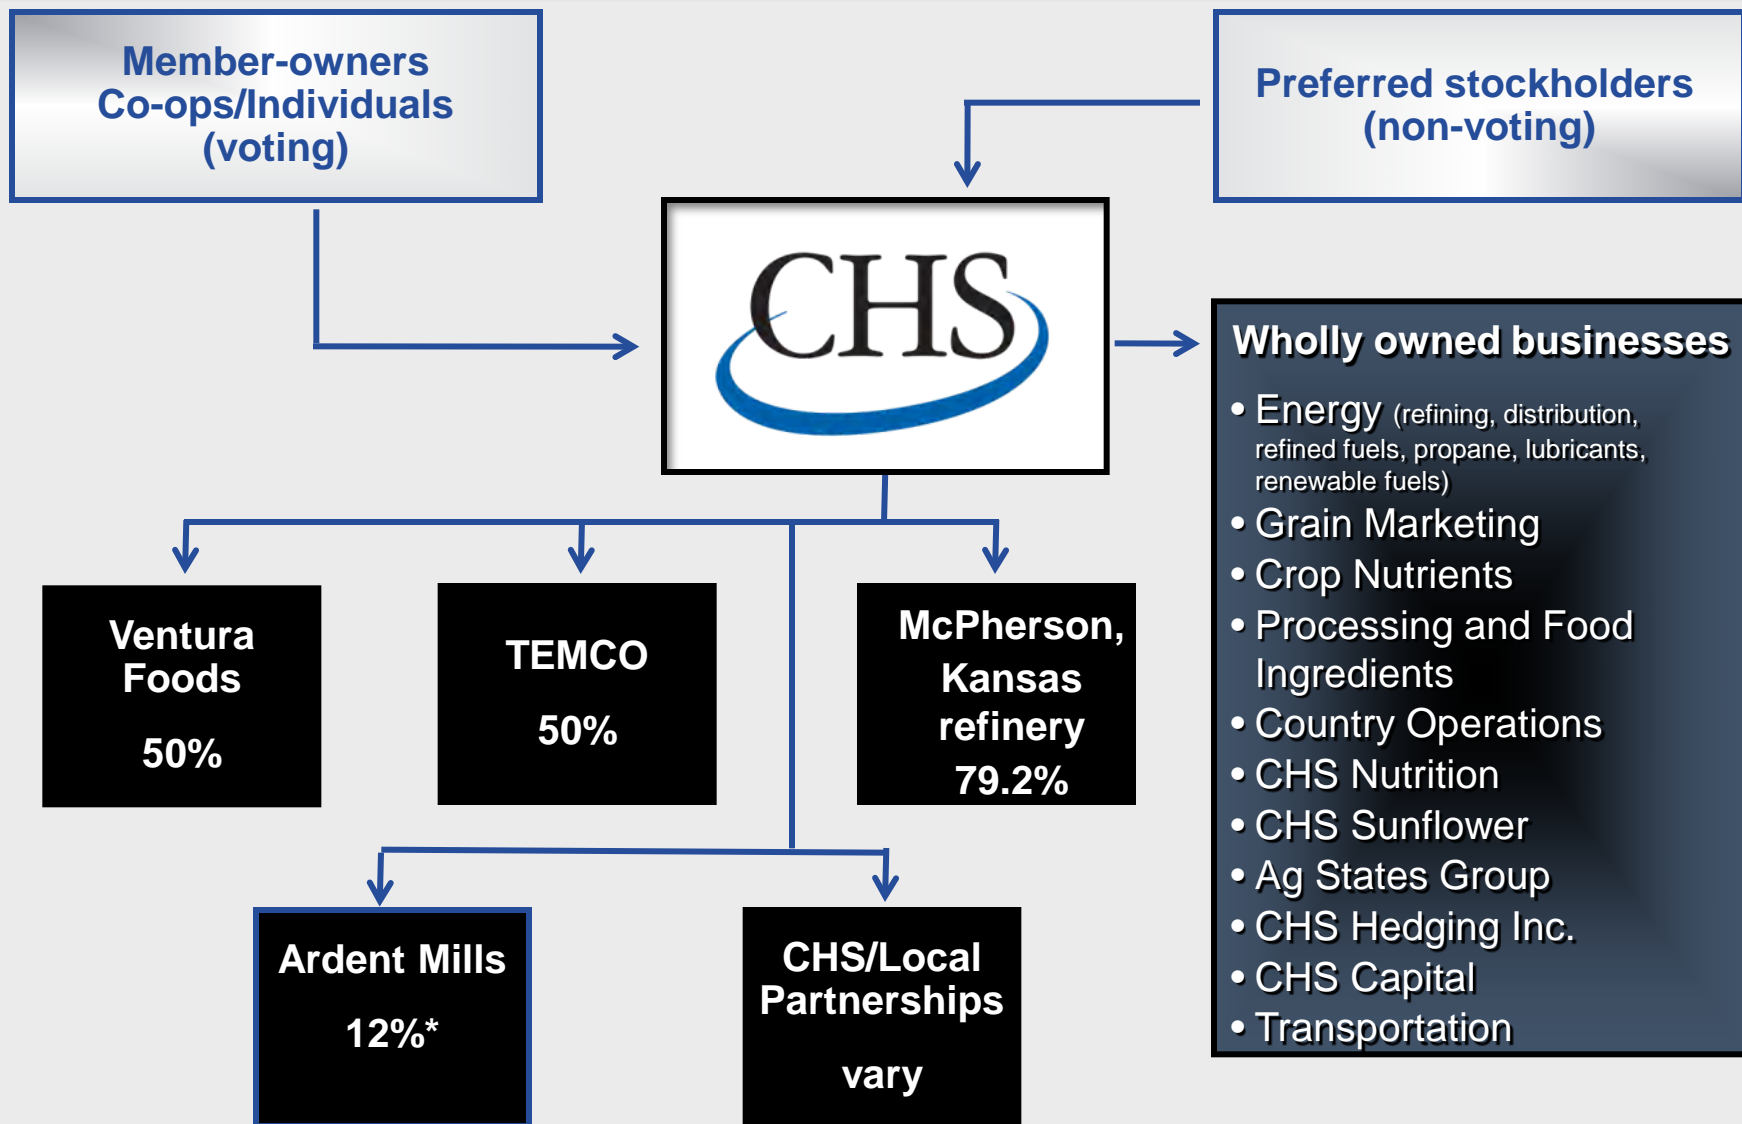 Member-owners
Co-ops/Individuals
(voting)
Preferred stockholders
(non-voting)
CHS
Wholly owned businesses
• Energy (refining, distribution,
refined fuels, propane, lubricants,
renewable fuels)
• Grain Marketing
• Crop Nutrients
• Processing and Food
Ingredients
• Country Operations
• CHS Nutrition
• CHS Sunflower
• Ag States Group
• CHS Hedging Inc.
• CHS Capital
• Transportation
Ventura
Foods
50%
TEMCO
50%
McPherson,
Kansas
refinery
79.2%
Ardent Mills
12%*
CHS/Local
Partnerships
vary